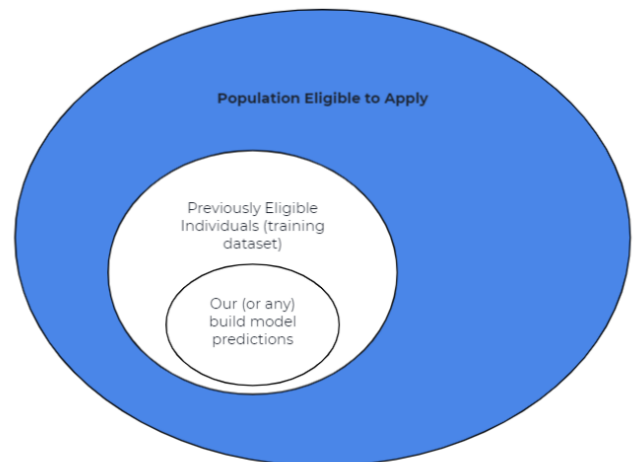 Population Eligible to Apply
Previously Eligible
Individuals (training
dataset)
Our (or any)
build model
predictions